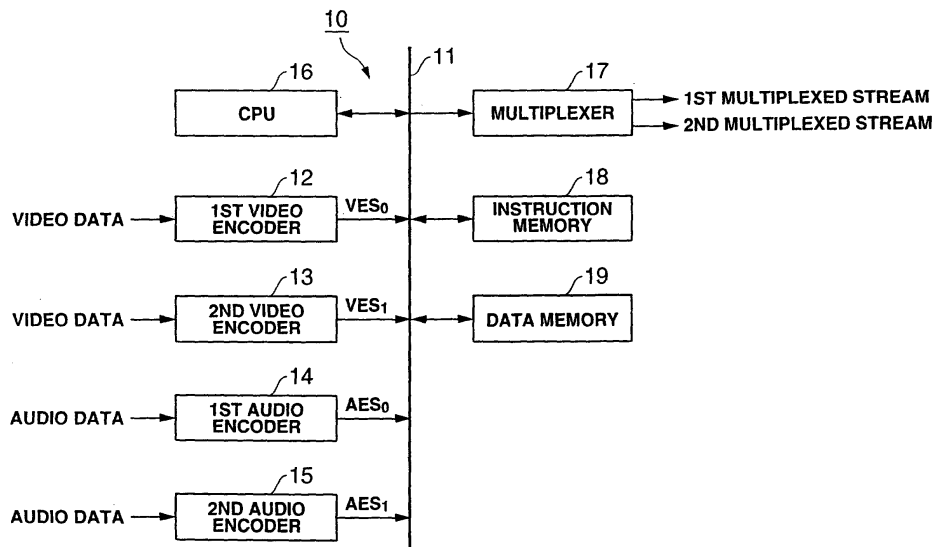 10
11
16
CPU
17
MULTIPLEXER
1ST MULTIPLEXED STREAM
2ND MULTIPLEXED STREAM
VIDEO DATA
12
1ST VIDEO
ENCODER
VES0
18
INSTRUCTION
MEMORY
VIDEO DATA
13
2ND VIDEO
ENCODER
VES1
19
DATA MEMORY
AUDIO DATA
14
1ST AUDIO
ENCODER
AES0
AUDIO DATA
15
2ND AUDIO
ENCODER
AES1